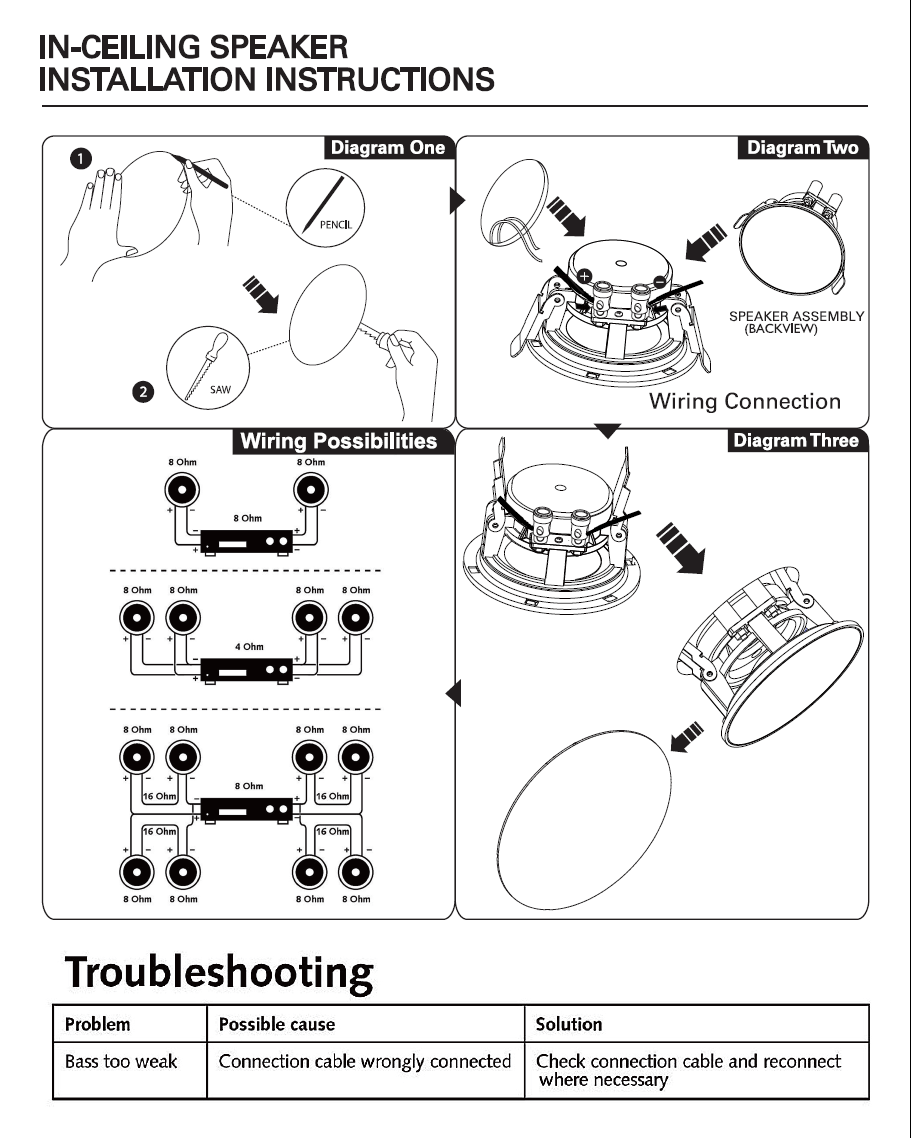 IN-CEILING SPEAKER
INSTALLATION INSTRUCTIONS
Diagram One
1
PENCIL
2
SAW
Diagram Two
+ −
SPEAKER ASSEMBLY
(BACKVIEW)
Wiring Connection
Wiring Possibilities
8 Ohm 8 Ohm
+ − + −
8 Ohm
− +
+ −
8 Ohm 8 Ohm 8 Ohm 8 Ohm
+ − + − + − + −
4 Ohm
− +
+ −
8 Ohm 8 Ohm 8 Ohm 8 Ohm
+ − + − + − + −
16 Ohm 8 Ohm 16 Ohm
− +
+ −
16 Ohm 16 Ohm
+ − + − + − + −
8 Ohm 8 Ohm 8 Ohm 8 Ohm
Diagram Three
Troubleshooting
Problem Possible cause Solution
Bass too weak Connection cable wrongly connected Check connection cable and reconnect
where necessary